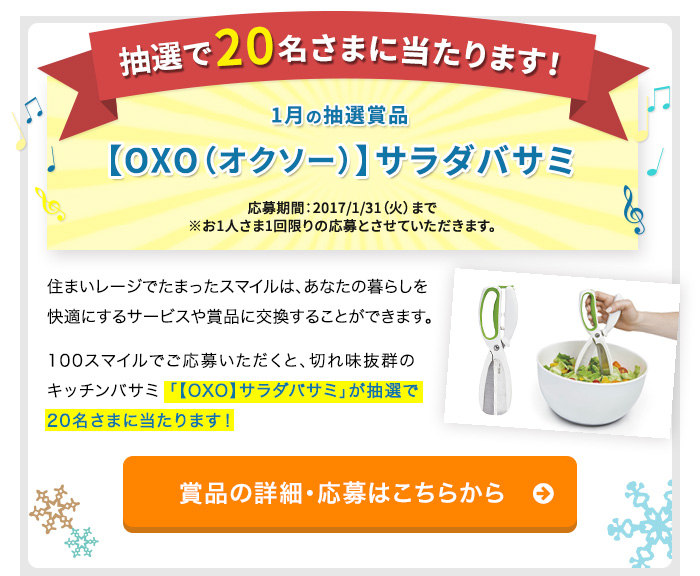 抽選で20名さまに当たります!
1月の抽選賞品
【OXO(オクソー)】サラダバサミ
応募期間:2017/1/31(火)まで
※お1人さま1回限りの応募とさせていただきます。
住まいレージでたまったスマイルは、あなたの暮らしを
快適にするサービスや賞品に交換することができます。
100スマイルでご応募いただくと、切れ味抜群の
キッチンバサミ「【OXO】サラダバサミ」が抽選で
20名さまに当たります!
賞品の詳細・応募はこちらから